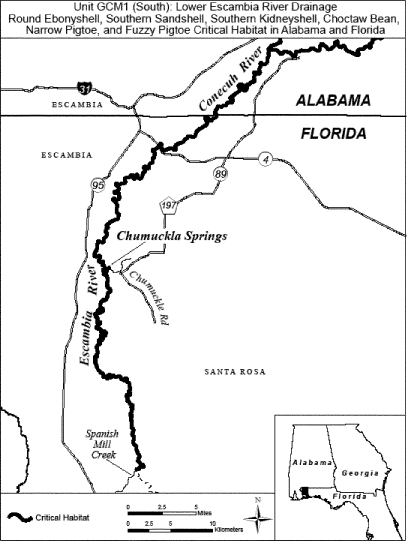 Unit GCM1 (South): Lower Escambia River Drainage
Round Ebonyshell, Southern Sandshell, Southern Kidneyshell, Choctaw Bean,
Narrow Pigtoe, and Fuzzy Pigtoe Critical Habitat in Alabama and Florida
31
ESCAMBIA
Conecuh River
ALABAMA
FLORIDA
ESCAMBIA
4
89
95
197
Chumuckla Springs
Chumuckle Rd
Escambia River
SANTA ROSA
Spanish
Mill
Creek
Alabama
Georgia
Florida
Critical Habitat
0 2.5 5
Miles
0 2.5 5 10
Kilometers
N